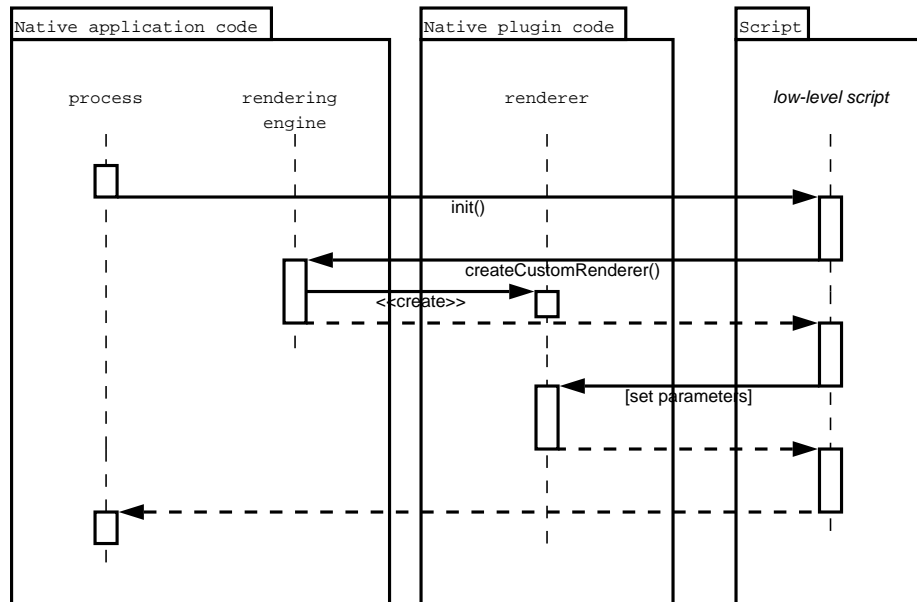 Native application code
Native plugin code
Script
process
rendering
engine
renderer
low-level script
init()
createCustomRenderer()
<<create>>
[set parameters]